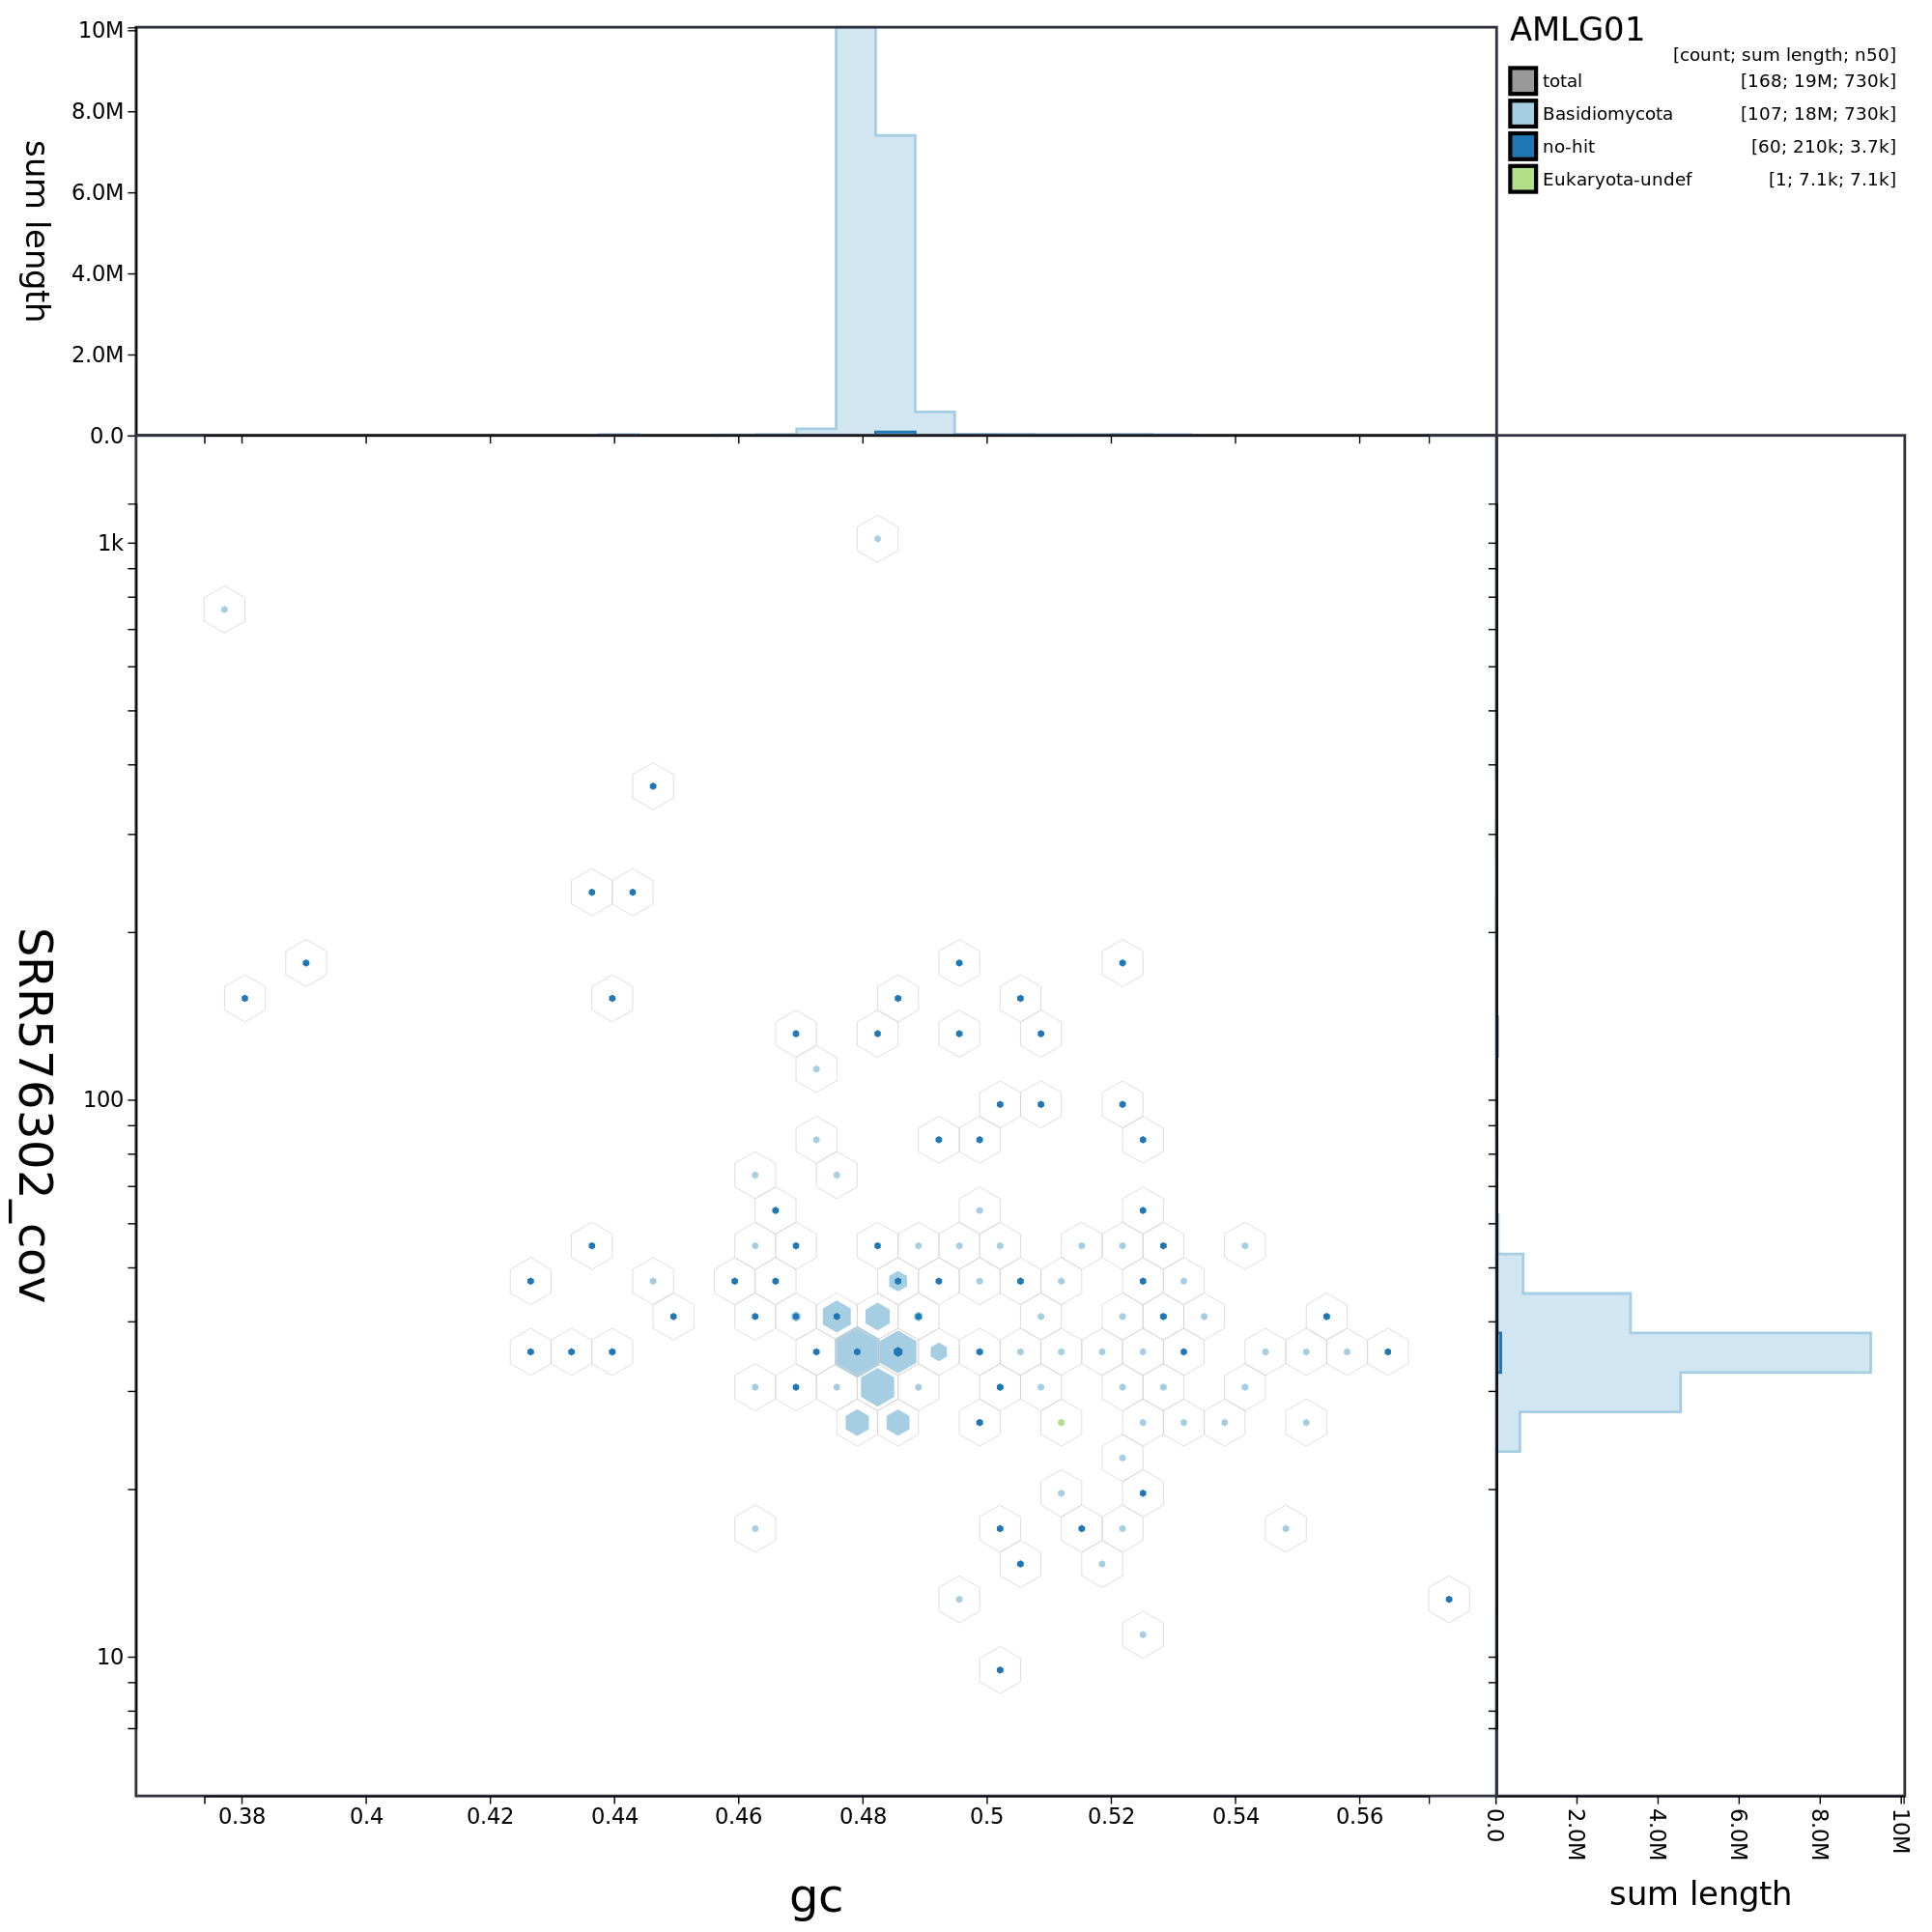 AMLG01
[count; sum length; n50]
total [168; 19M; 730k]
Basidiomycota [107; 18M; 730k]
no-hit [60; 210k; 3.7k]
Eukaryota-undef [1; 7.1k; 7.1k]
sum length
10M
8.0M
6.0M
4.0M
2.0M
0.0
SRR576302_cov
1k
100
10
0.38 0.4 0.42 0.44 0.46 0.48 0.5 0.52 0.54 0.56
gc
0.0 2.0M 4.0M 6.0M 8.0M 10M
sum length